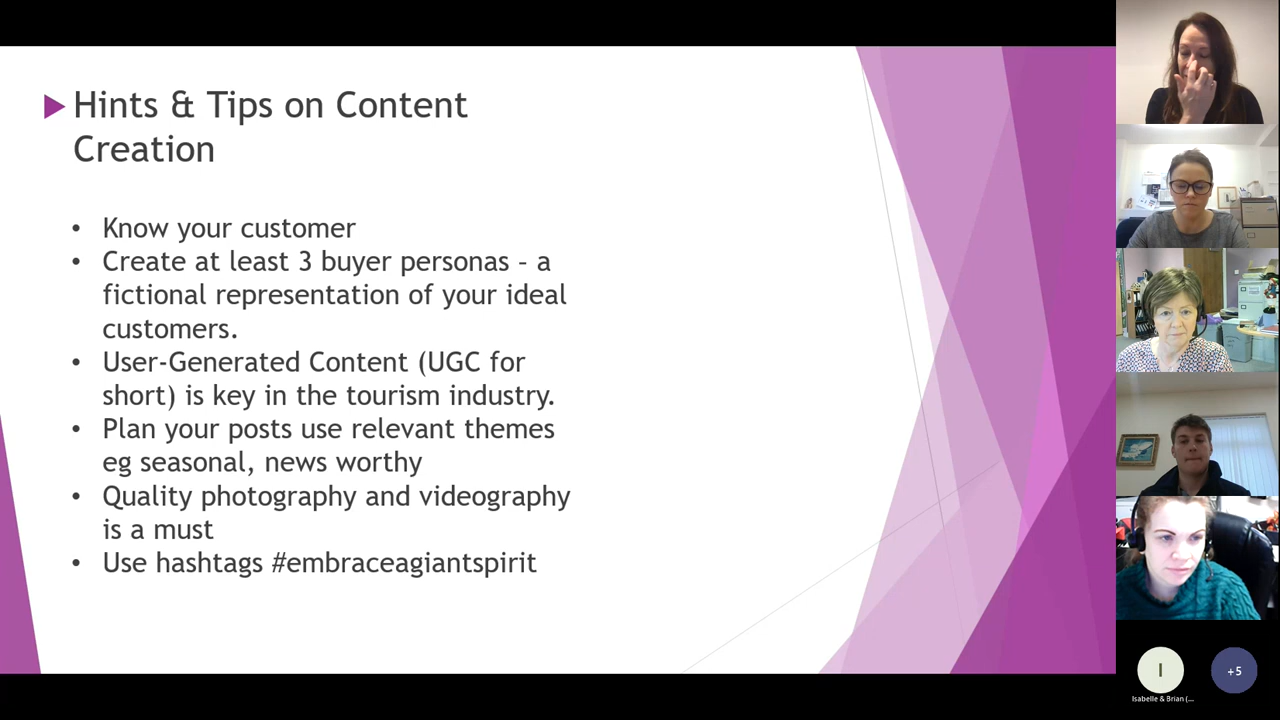 Hints & Tips on Content
Creation
• Know your customer
• Create at least 3 buyer personas – a
fictional representation of your ideal
customers.
• User-Generated Content (UGC for
short) is key in the tourism industry.
• Plan your posts use relevant themes
eg seasonal, news worthy
• Quality photography and videography
is a must
• Use hashtags #embraceagiantspirit
I
+5
Isabelle & Brian (...